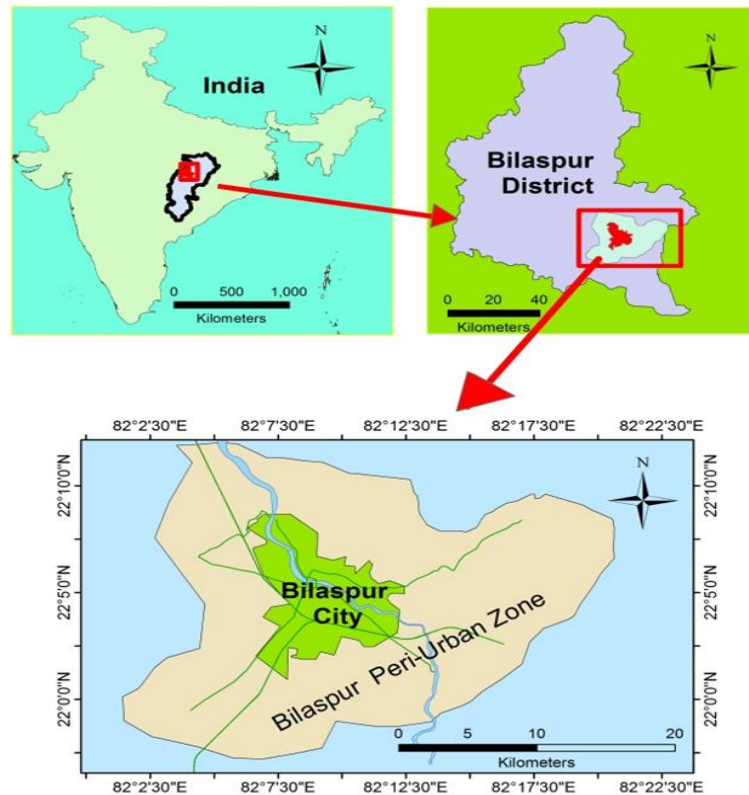 N
India
0 500 1,000
Kilometers
N
Bilaspur
District
0 20 40
Kilometers
82°2'30"E 82°7'30"E 82°12'30"E 82°17'30"E 82°22'30"E
22°10'0"N
22°5'0"N
22°0'0"N
N
Bilaspur
City
Bilaspur Peri-Urban Zone
0 5 10 20
Kilometers
22°10'0"N
22°5'0"N
22°0'0"N
82°2'30"E 82°7'30"E 82°12'30"E 82°17'30"E 82°22'30"E